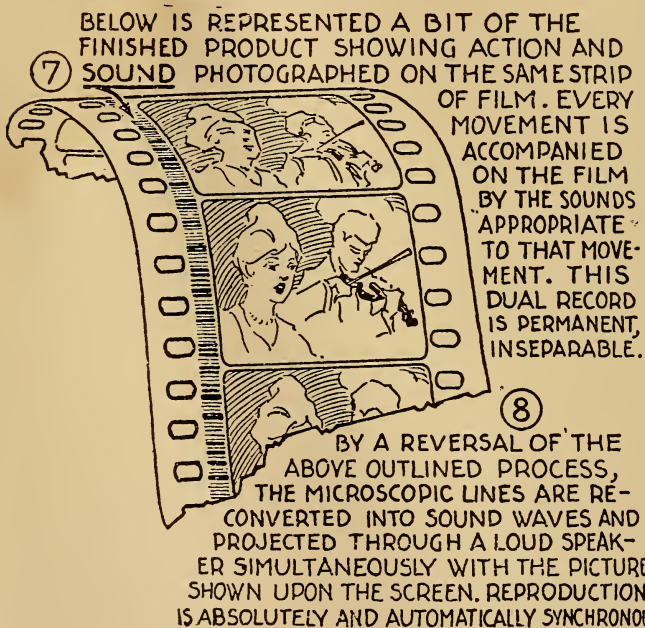 BELOW IS REPRESENTED A BIT OF THE
FINISHED PRODUCT SHOWING ACTION AND
7 SOUND PHOTOGRAPHED ON THE SAME STRIP
OF FILM. EVERY
MOVEMENT IS
ACCOMPANIED
ON THE FILM
BY THE SOUNDS
APPROPRIATE
TO THAT MOVE-
MENT. THIS
DUAL RECORD
IS PERMANENT,
INSEPARABLE.
8
BY A REVERSAL OF THE
ABOVE OUTLINED PROCESS,
THE MICROSCOPIC LINES ARE RE-
CONVERTED INTO SOUND WAVES AND
PROJECTED THROUGH A LOUD SPEAK-
ER SIMULTANEOUSLY WITH THE PICTURE
SHOWN UPON THE SCREEN. REPRODUCTION
IS ABSOLUTELY AND AUTOMATICALLY SYNCHRONOU